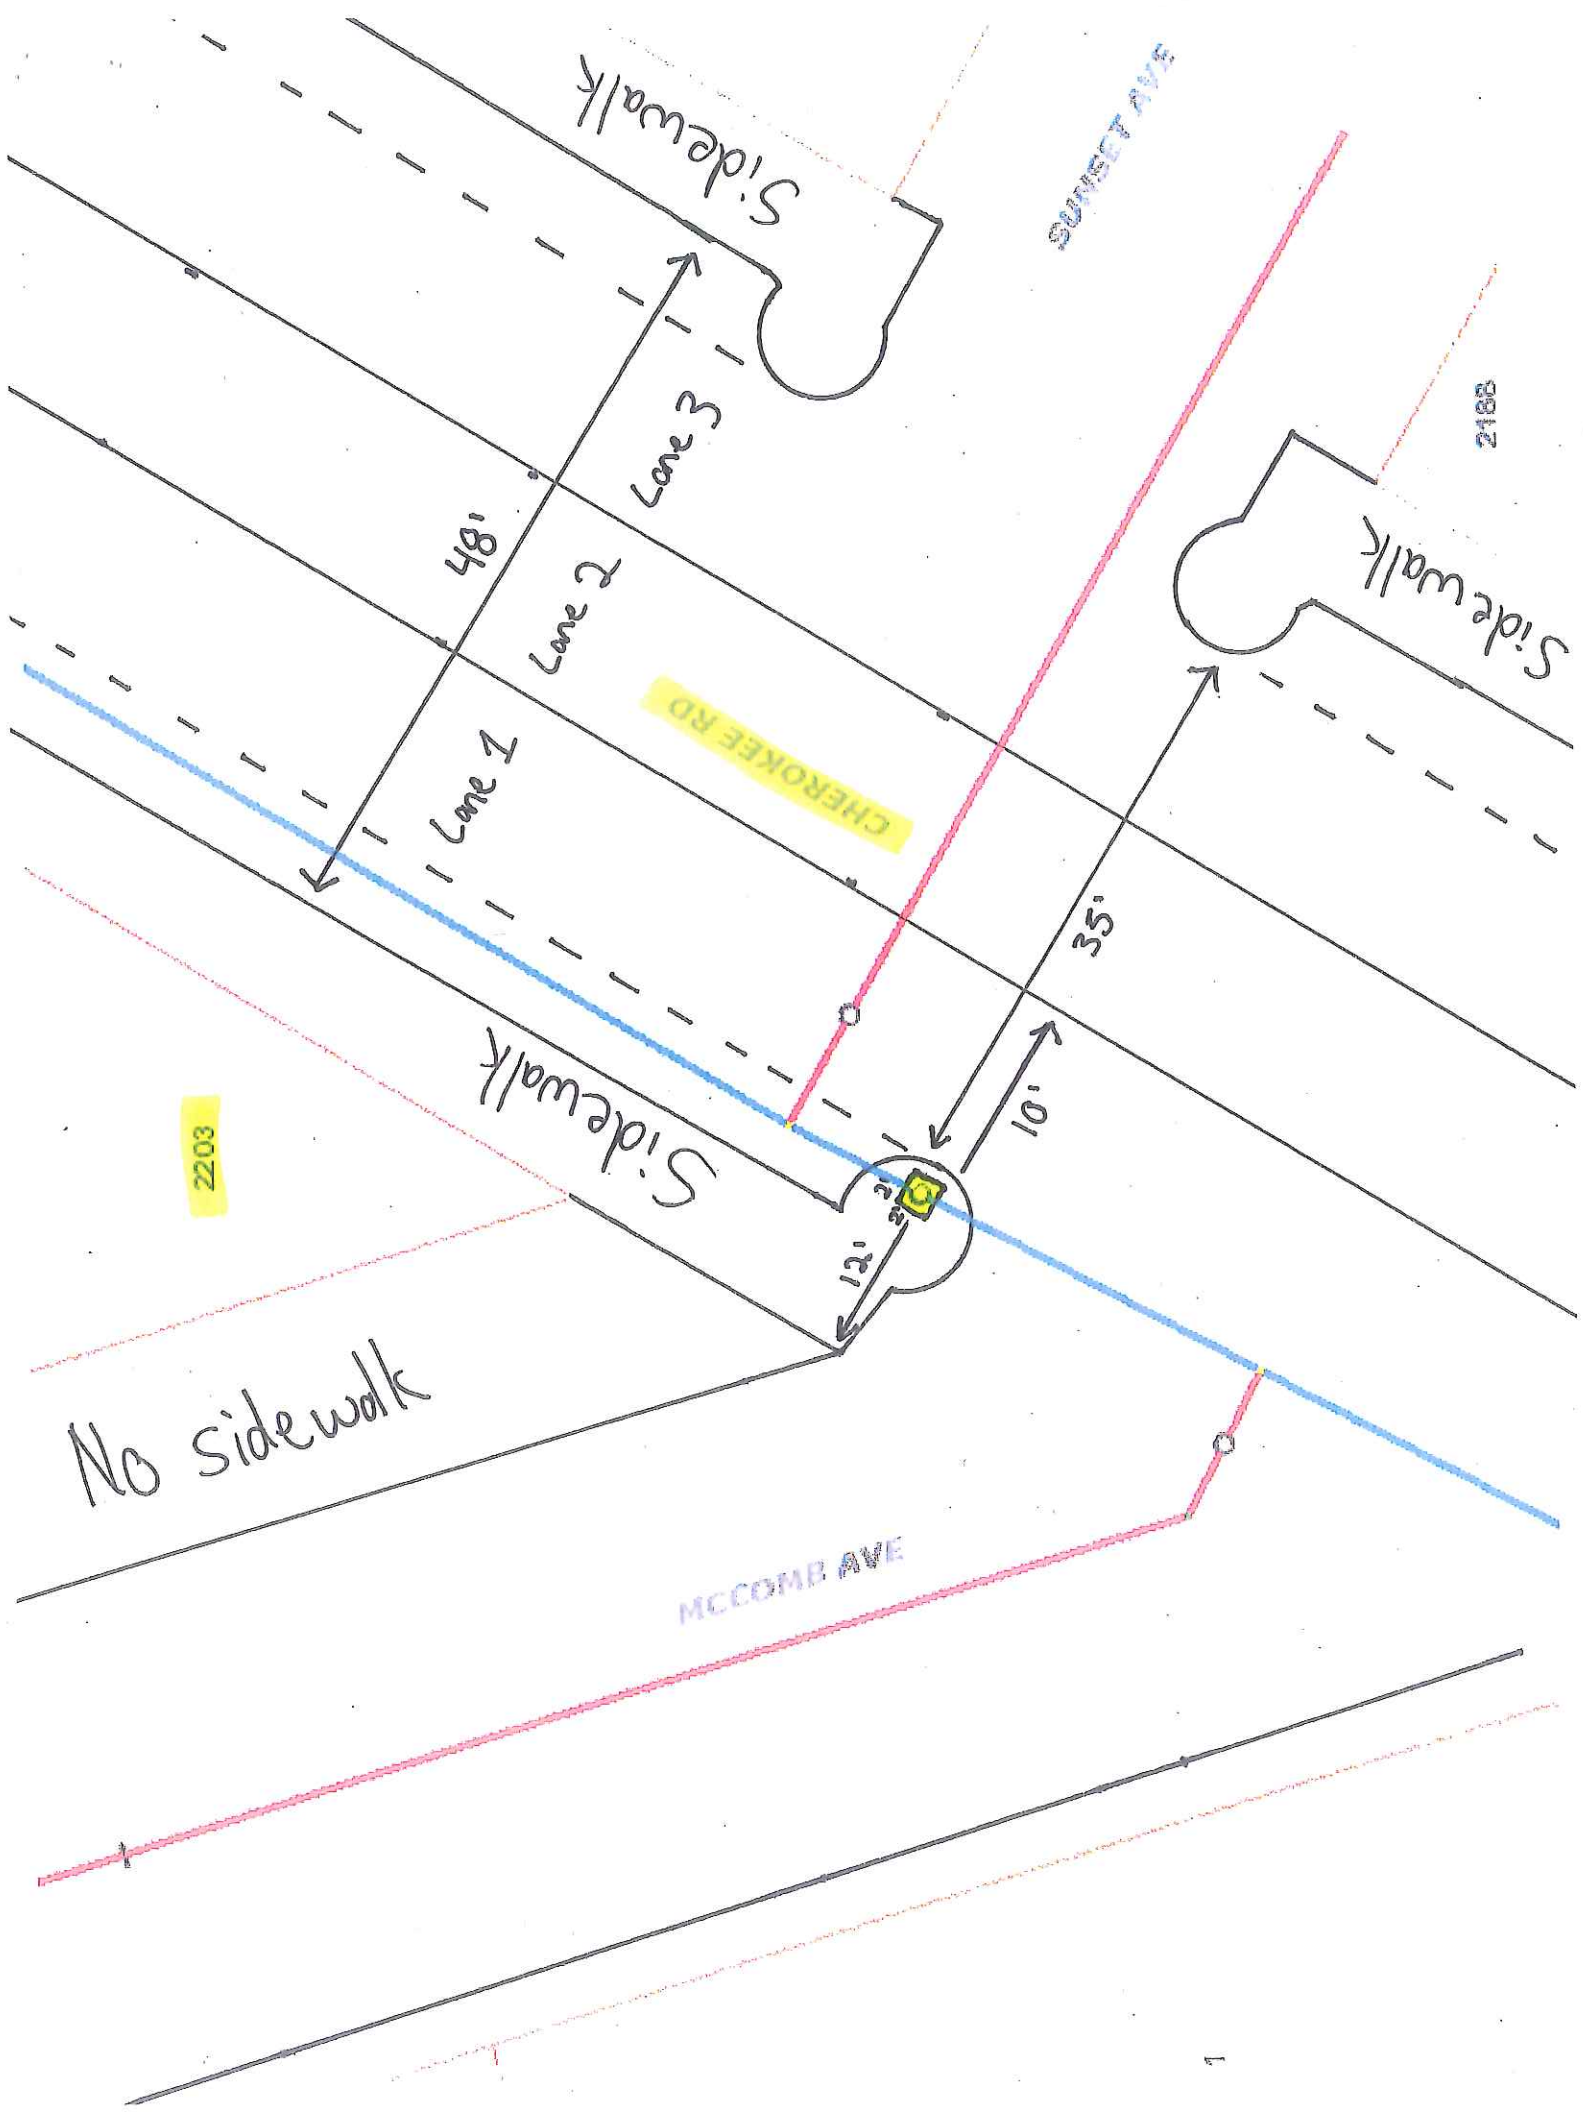 Sidewalk
SUNSET AVE
48'
Lane 3
2188
Lane 2
Sidewalk
CHEROKEE RD
Lane 1
35'
10'
Sidewalk
2203
2'
2'
12'
No sidewalk
MCCOMB AVE
1